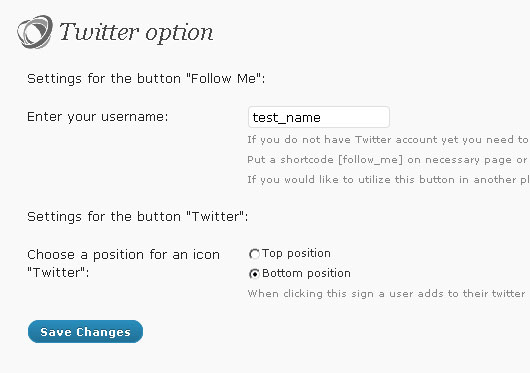 Twitter option
Settings for the button "Follow Me":
Enter your username:
test_name
If you do not have Twitter account yet you need to
Put a shortcode [follow_me] on necessary page or
If you would like to utilize this button in another pl
Settings for the button "Twitter":
Choose a position for an icon
"Twitter":
Top position
Bottom position
When clicking this sign a user adds to their twitter
Save Changes